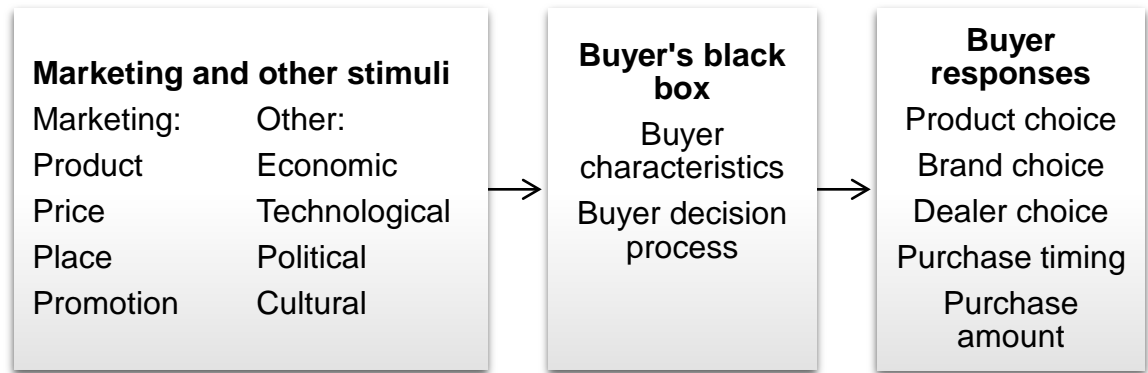 Marketing and other stimuli
Marketing: Other:
Product Economic
Price Technological
Place Political
Promotion Cultural
Buyer's black
box
Buyer
characteristics
Buyer decision
process
Buyer
responses
Product choice
Brand choice
Dealer choice
Purchase timing
Purchase
amount